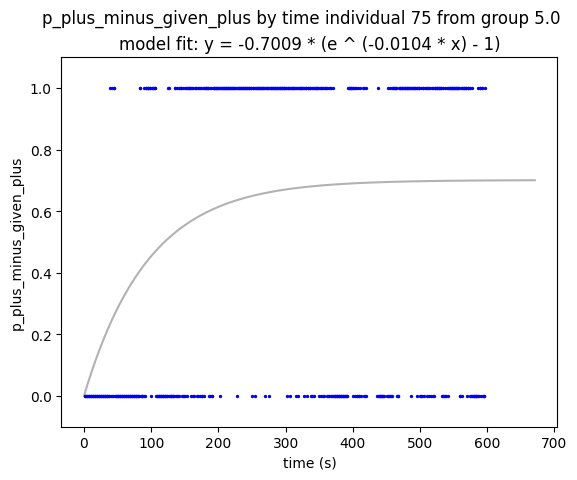 p_plus_minus_given_plus by time individual 75 from group 5.0
model fit: y = -0.7009 * (e ^ (-0.0104 * x) - 1)
p_plus_minus_given_plus
1.0
0.8
0.6
0.4
0.2
0.0
0 100 200 300 400 500 600 700
time (s)